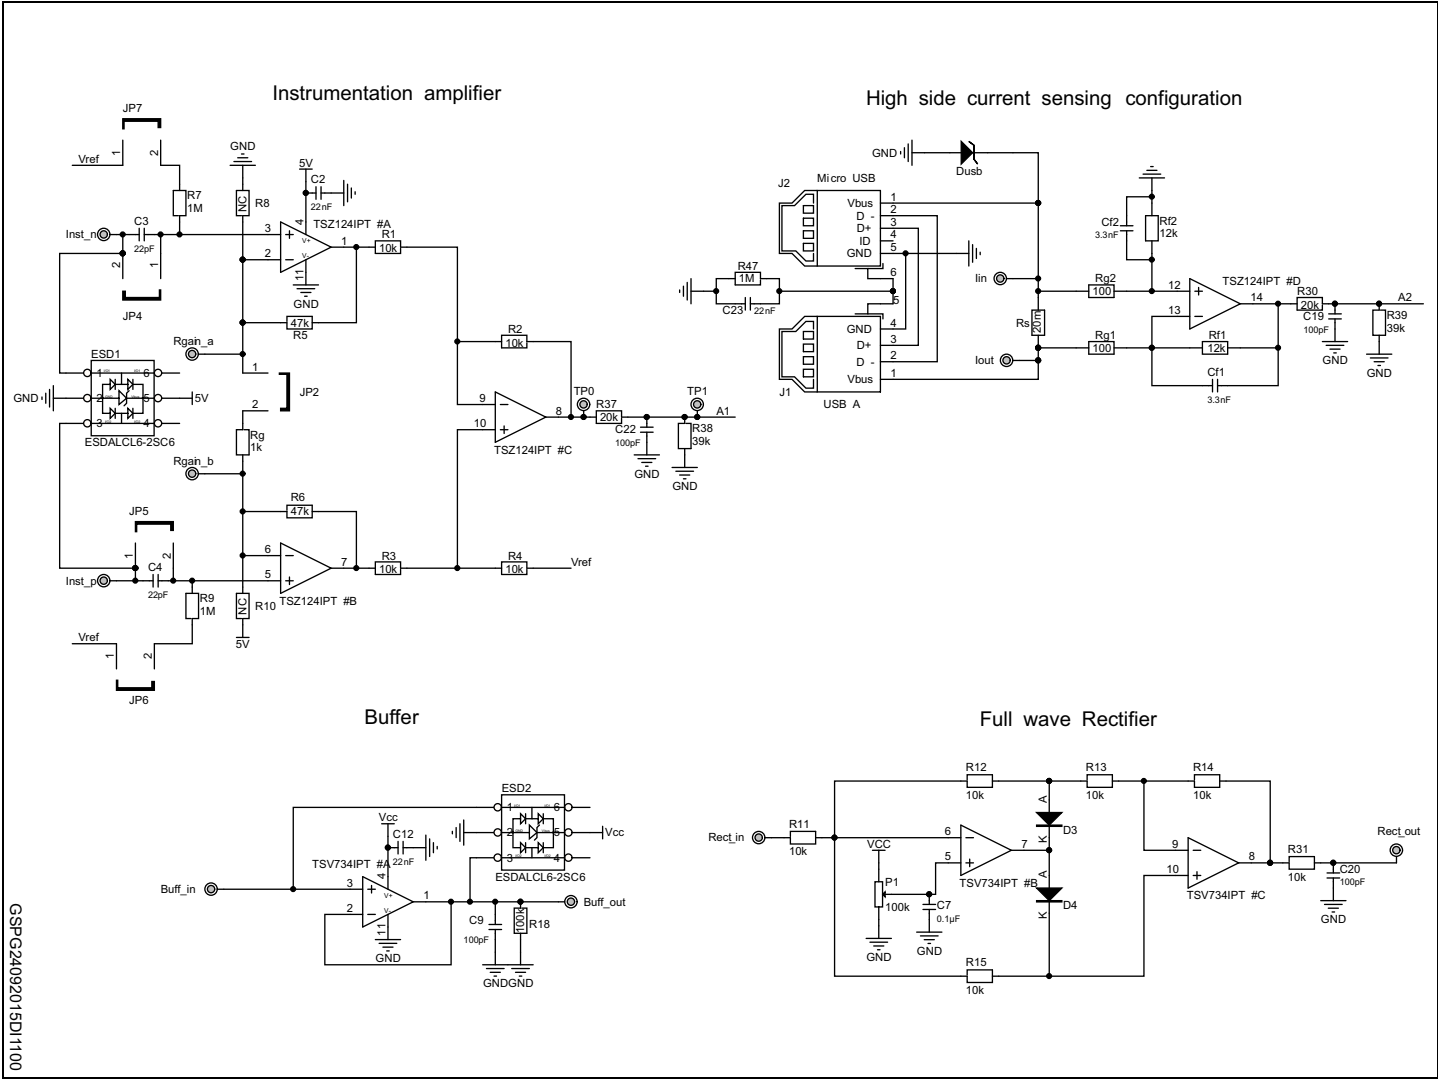 Instrumentation amplifier
JP7
1
2
Vref
R7
1M
GND
NC
R8
5V
C2
22nF
Inst_n
C3
22pF
2
1
JP4
TSZ124IPT #A
3
2
4
V+
V-
11
1
GND
R1
10k
47k
R5
Rgain_a
ESD1
1
6
GND
2
5
5V
3
4
ESDALCL6-2SC6
1
JP2
2
Rg
1k
Rgain_b
R6
47k
JP5
1
2
Inst_p
C4
22pF
R9
1M
6
5
7
TSZ124IPT #B
NC
R10
5V
Vref
1
2
JP6
R3
10k
R4
10k
Vref
R2
10k
9
10
8
TSZ124IPT #C
TP0
R37
20k
C22
100pF
GND
TP1
A1
R38
39k
GND
High side current sensing configuration
GND
Dusb
J2
Micro USB
Vbus
D -
D+
ID
GND
1
2
3
4
5
6
R47
1M
C23
22nF
5
GND
D+
D -
Vbus
4
3
2
1
J1
USB A
Iin
Rs
20m
Iout
Rg2
100
Rg1
100
Cf2
3.3nF
Rf2
12k
TSZ124IPT #D
12
13
14
Rf1
12k
Cf1
3.3nF
R30
20k
C19
100pF
GND
A2
R39
39k
GND
Buffer
ESD2
1
6
2
5
Vcc
3
4
ESDALCL6-2SC6
Vcc
C12
22nF
TSV734IPT #A
Buff_in
3
2
4
V+
V-
11
1
GND
C9
100pF
100k
R18
GND
GND
Buff_out
Full wave Rectifier
Rect_in
R11
10k
R12
10k
R13
10k
R14
10k
VCC
P1
100k
GND
C7
0.1µF
GND
6
5
7
TSV734IPT #B
A
D3
K
A
D4
K
R15
10k
9
10
8
TSV734IPT #C
R31
10k
C20
100pF
GND
Rect_out
GSPG24092015DI1100